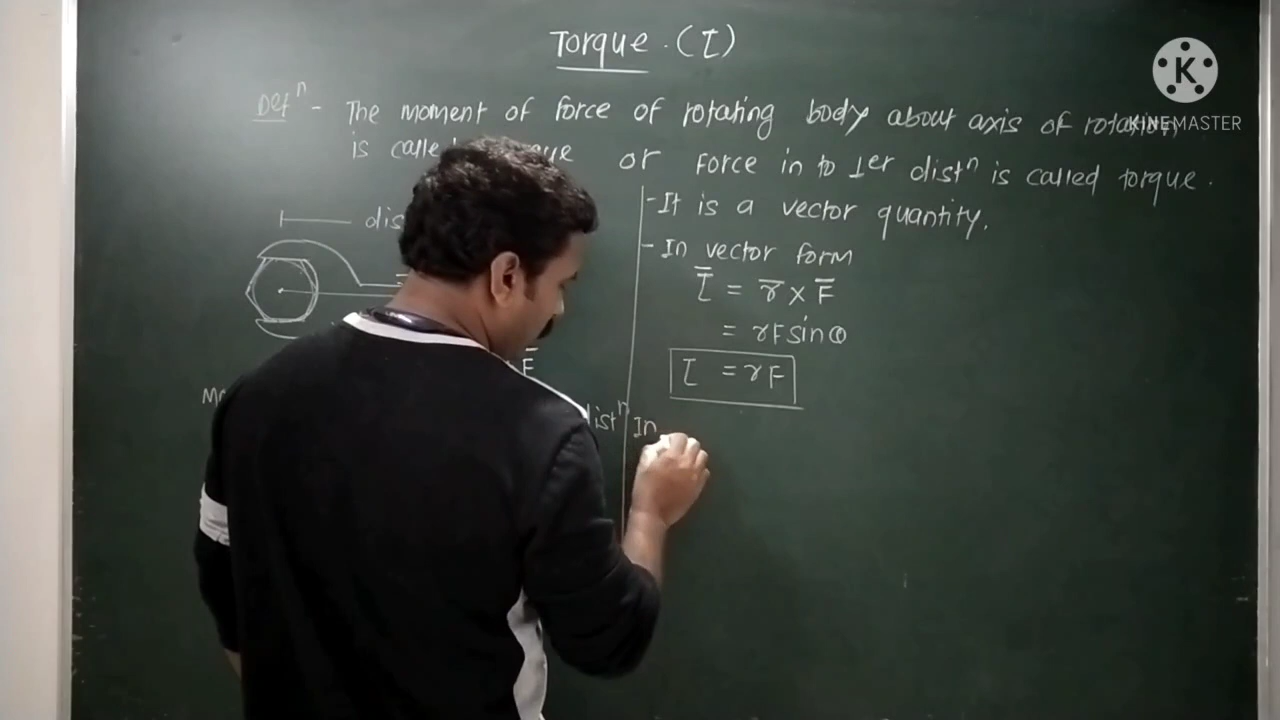 Torque. (τ)
Defⁿ - The moment of force of rotating body about axis of rotation
is called or Force in to ⊥er distⁿ is called torque.
- It is a vector quantity.
- In vector form
τ̄ = r̄ × F̄
= rFsinθ
τ = rF
F̄
distⁿ
In
K
KINEMASTER